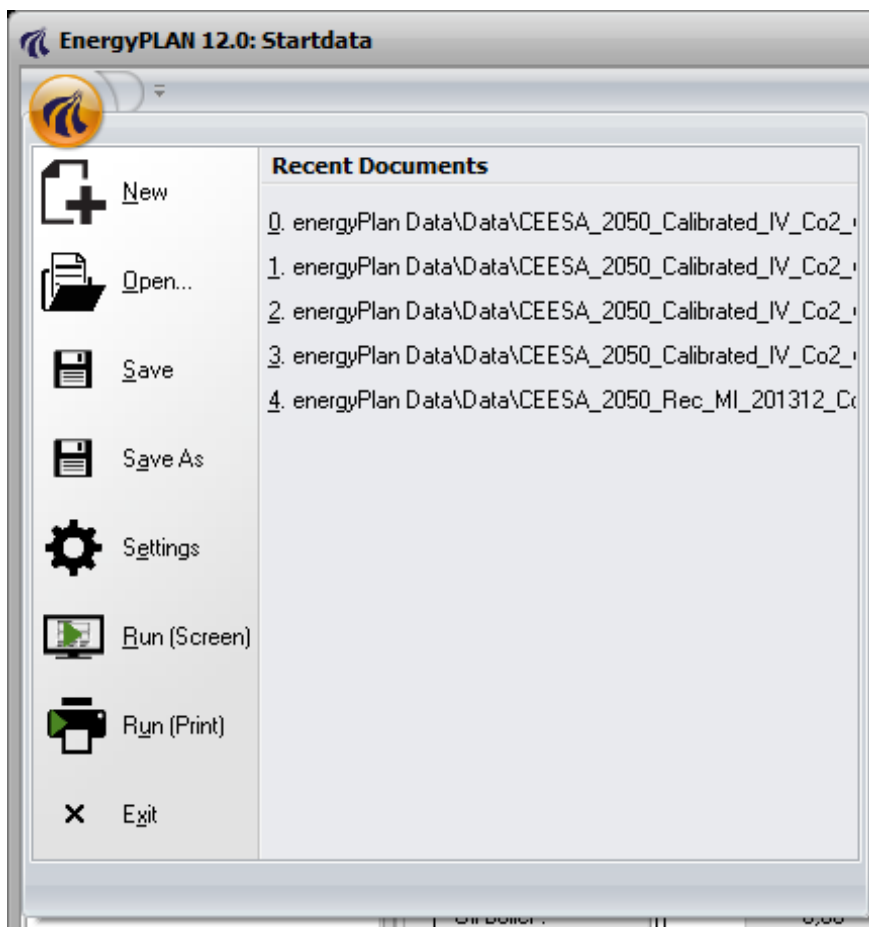 EnergyPLAN 12.0: Startdata
New
Open...
Save
Save As
Settings
Run (Screen)
Run (Print)
Exit
Recent Documents
0. energyPlan Data\Data\CEESA_2050_Calibrated_IV_Co2_
1. energyPlan Data\Data\CEESA_2050_Calibrated_IV_Co2_
2. energyPlan Data\Data\CEESA_2050_Calibrated_IV_Co2_
3. energyPlan Data\Data\CEESA_2050_Calibrated_IV_Co2_
4. energyPlan Data\Data\CEESA_2050_Rec_MI_201312_Co